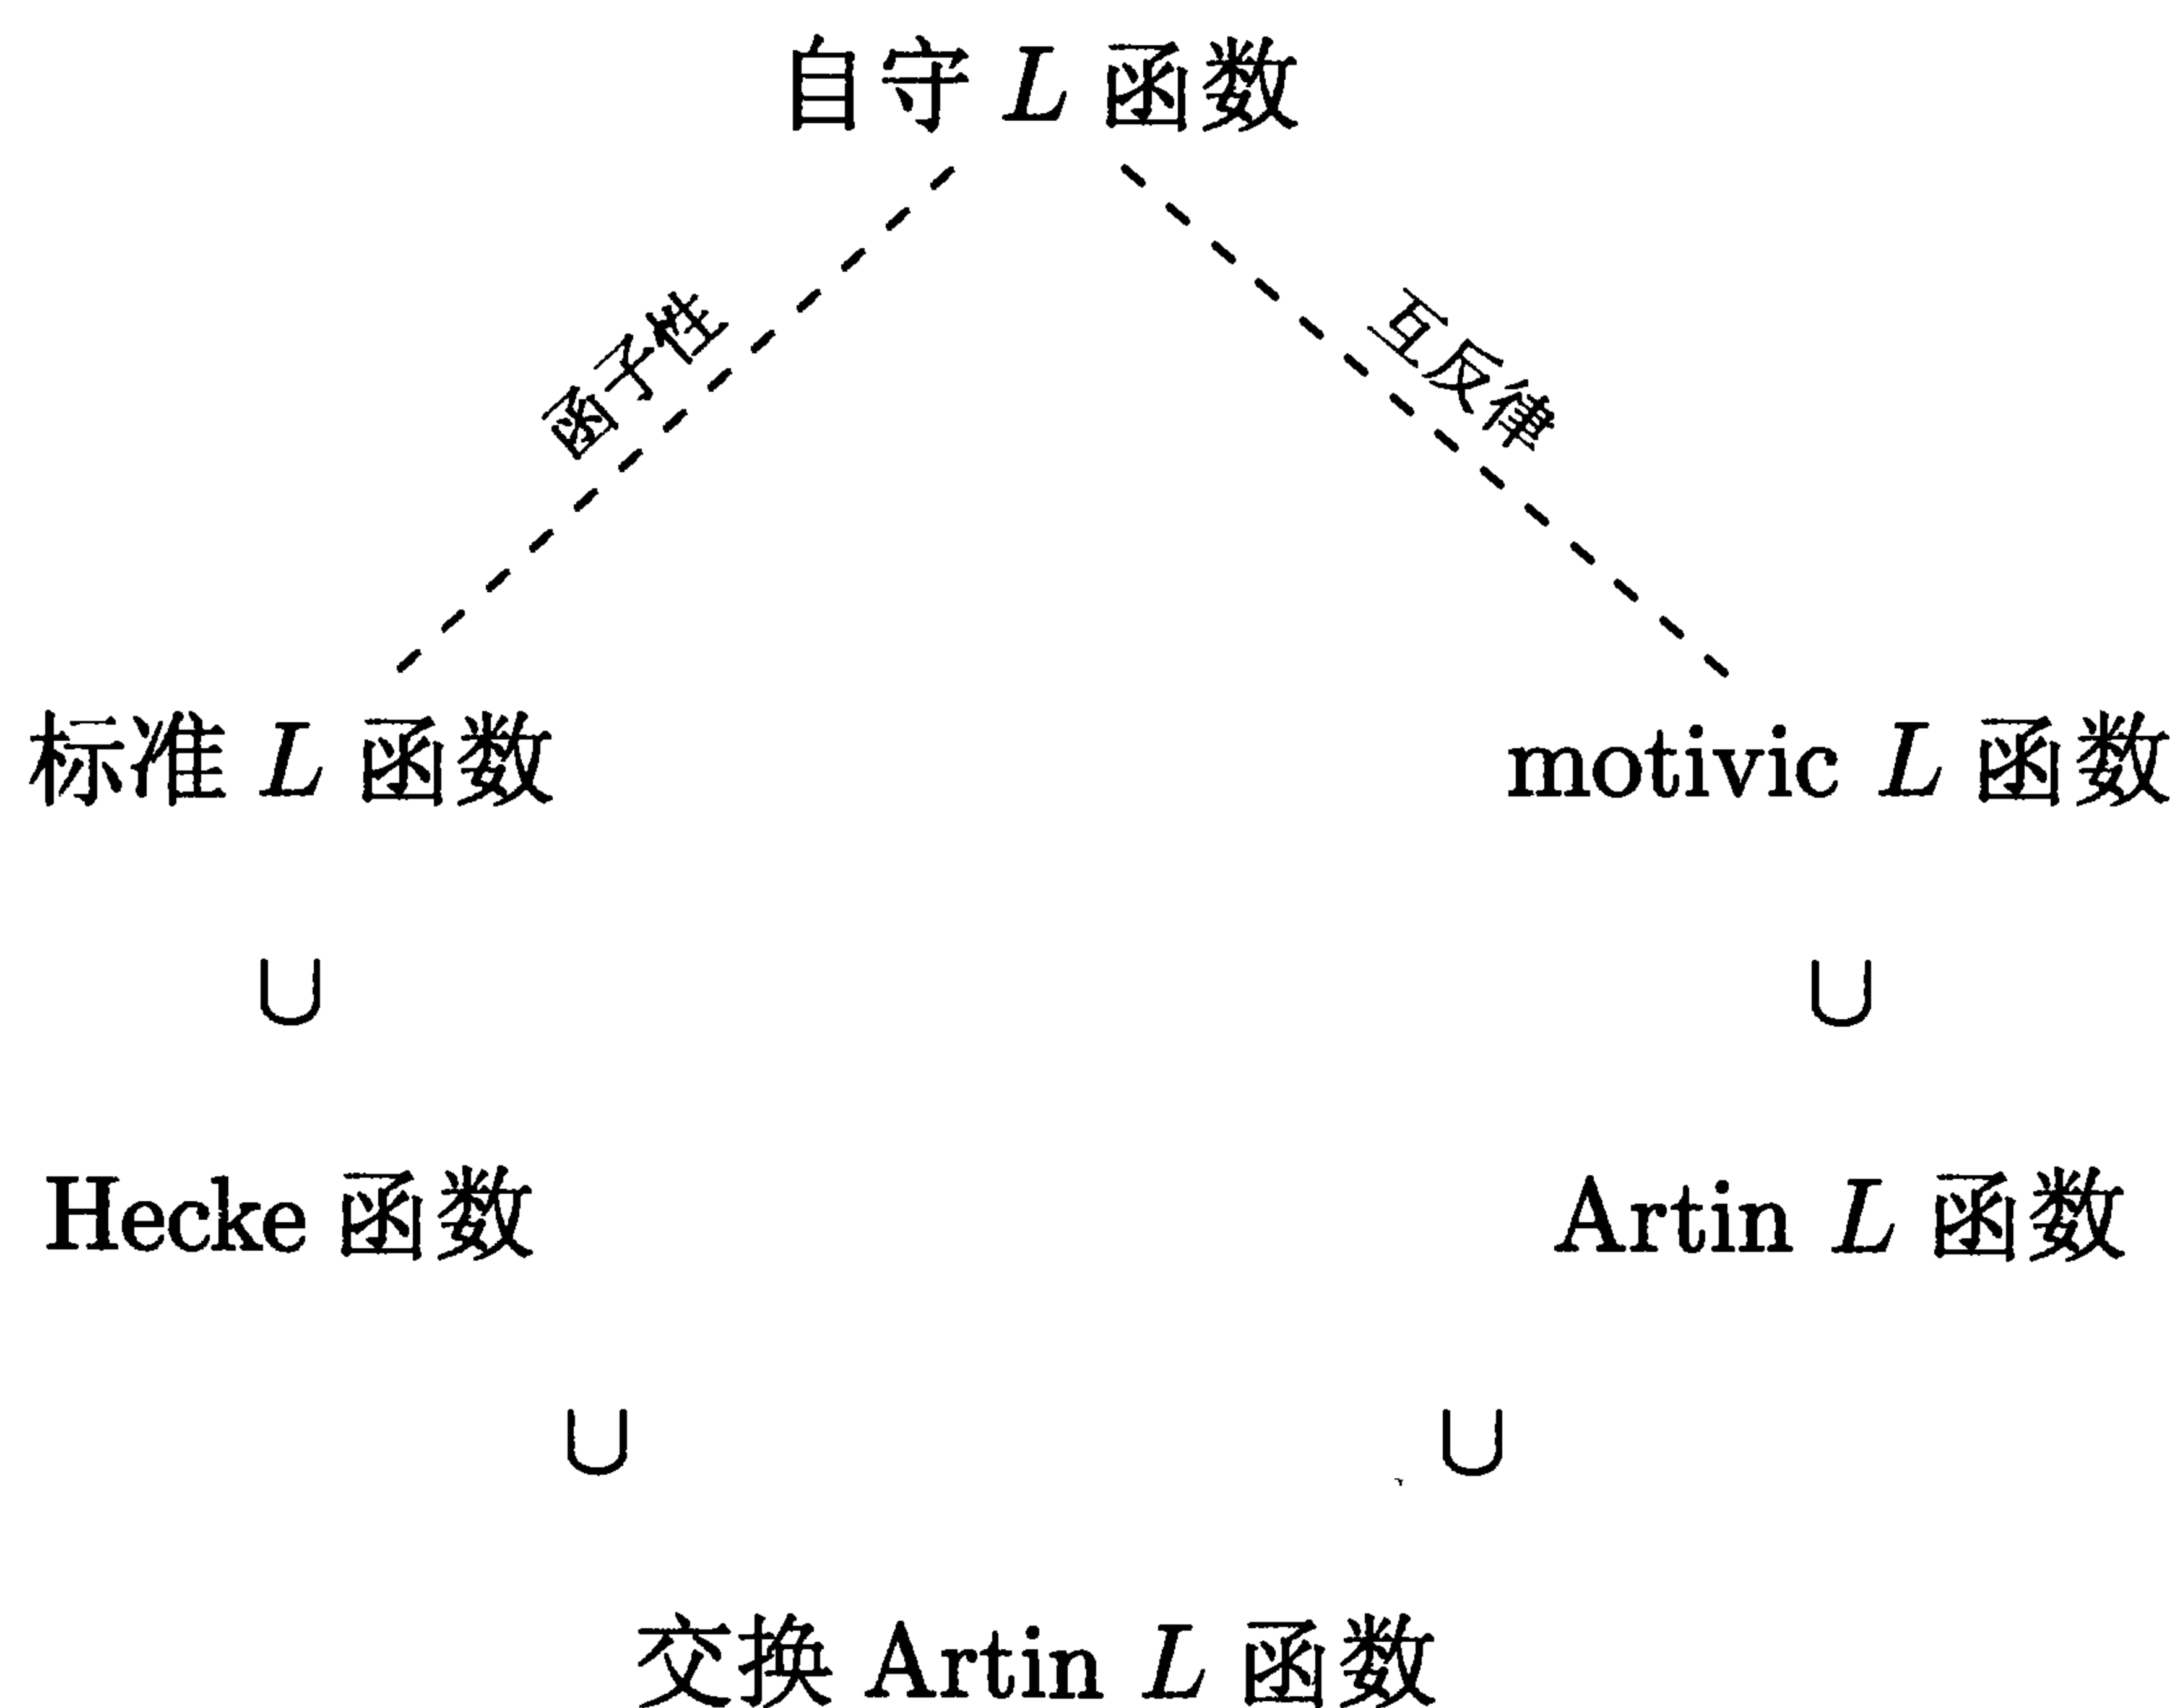 自守 L 函数
函子性
互反律
标准 L 函数
motivic L 函数
∪
∪
Hecke 函数
Artin L 函数
∪
∪
交换 Artin L 函数